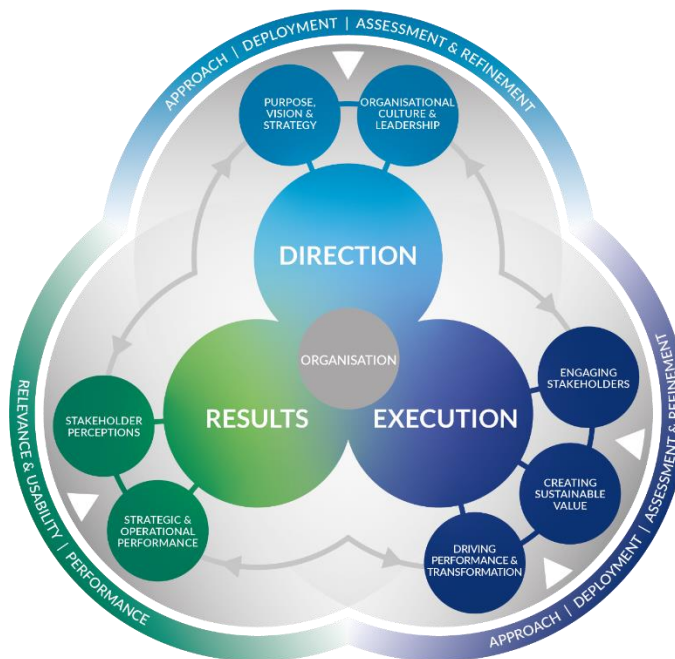 APPROACH | DEPLOYMENT | ASSESSMENT & REFINEMENT
PURPOSE,
VISION &
STRATEGY
ORGANISATIONAL
CULTURE &
LEADERSHIP
DIRECTION
ORGANISATION
RESULTS
EXECUTION
ENGAGING
STAKEHOLDERS
CREATING
SUSTAINABLE
VALUE
DRIVING
PERFORMANCE &
TRANSFORMATION
STAKEHOLDER
PERCEPTIONS
STRATEGIC &
OPERATIONAL
PERFORMANCE
RELEVANCE & USABILITY | PERFORMANCE
APPROACH | DEPLOYMENT | ASSESSMENT & REFINEMENT